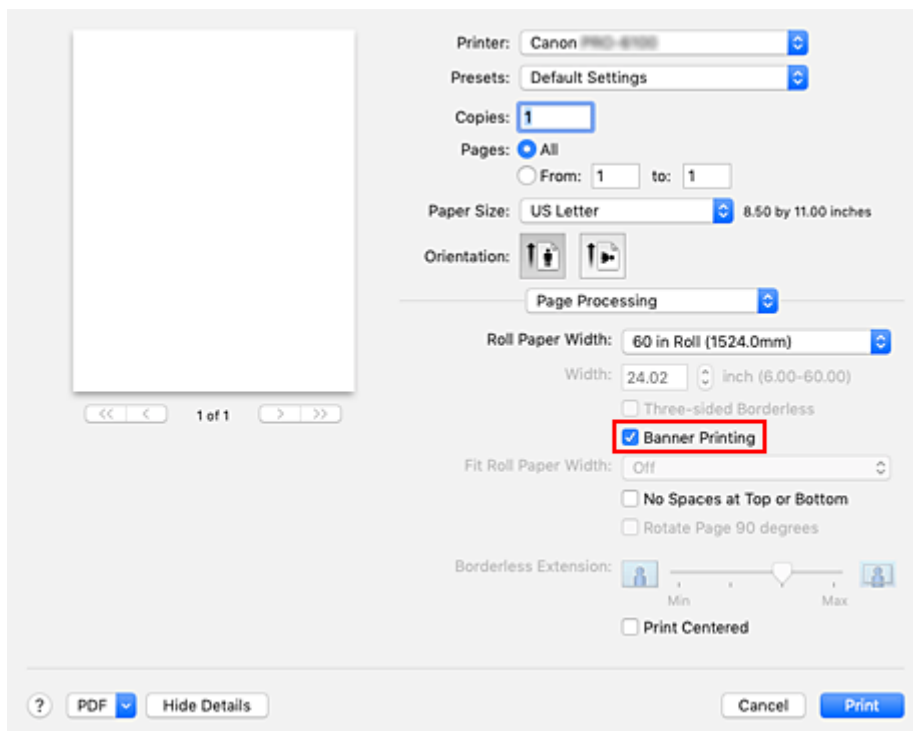 Printer: Canon
Presets: Default Settings
Copies: 1
Pages: All
From: 1 to: 1
Paper Size: US Letter 8.50 by 11.00 inches
Orientation:
Page Processing
Roll Paper Width: 60 in Roll (1524.0mm)
Width: 24.02 inch (6.00-60.00)
Three-sided Borderless
Banner Printing
Fit Roll Paper Width: Off
No Spaces at Top or Bottom
Rotate Page 90 degrees
Borderless Extension:
Min Max
Print Centered
<< < 1 of 1 > >>
? PDF Hide Details Cancel Print